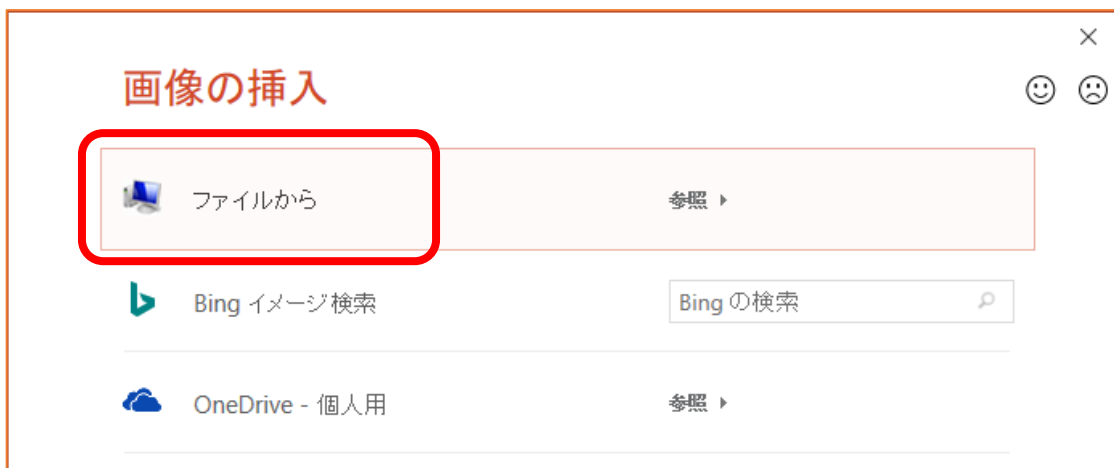 画像の挿入
ファイルから 参照
Bing イメージ検索 Bing の検索
OneDrive - 個人用 参照